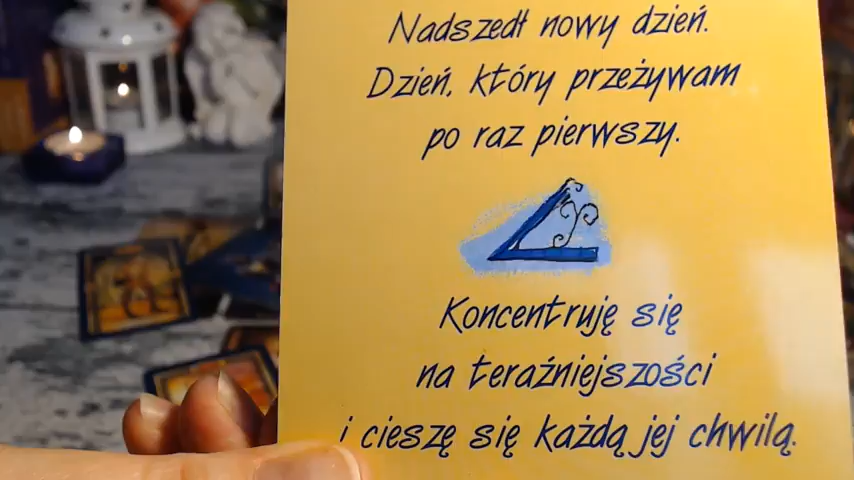 Nadszedł nowy dzień.
Dzień, który przeżywam
po raz pierwszy.
Koncentruję się
na teraźniejszości
i cieszę się każdą jej chwilą.